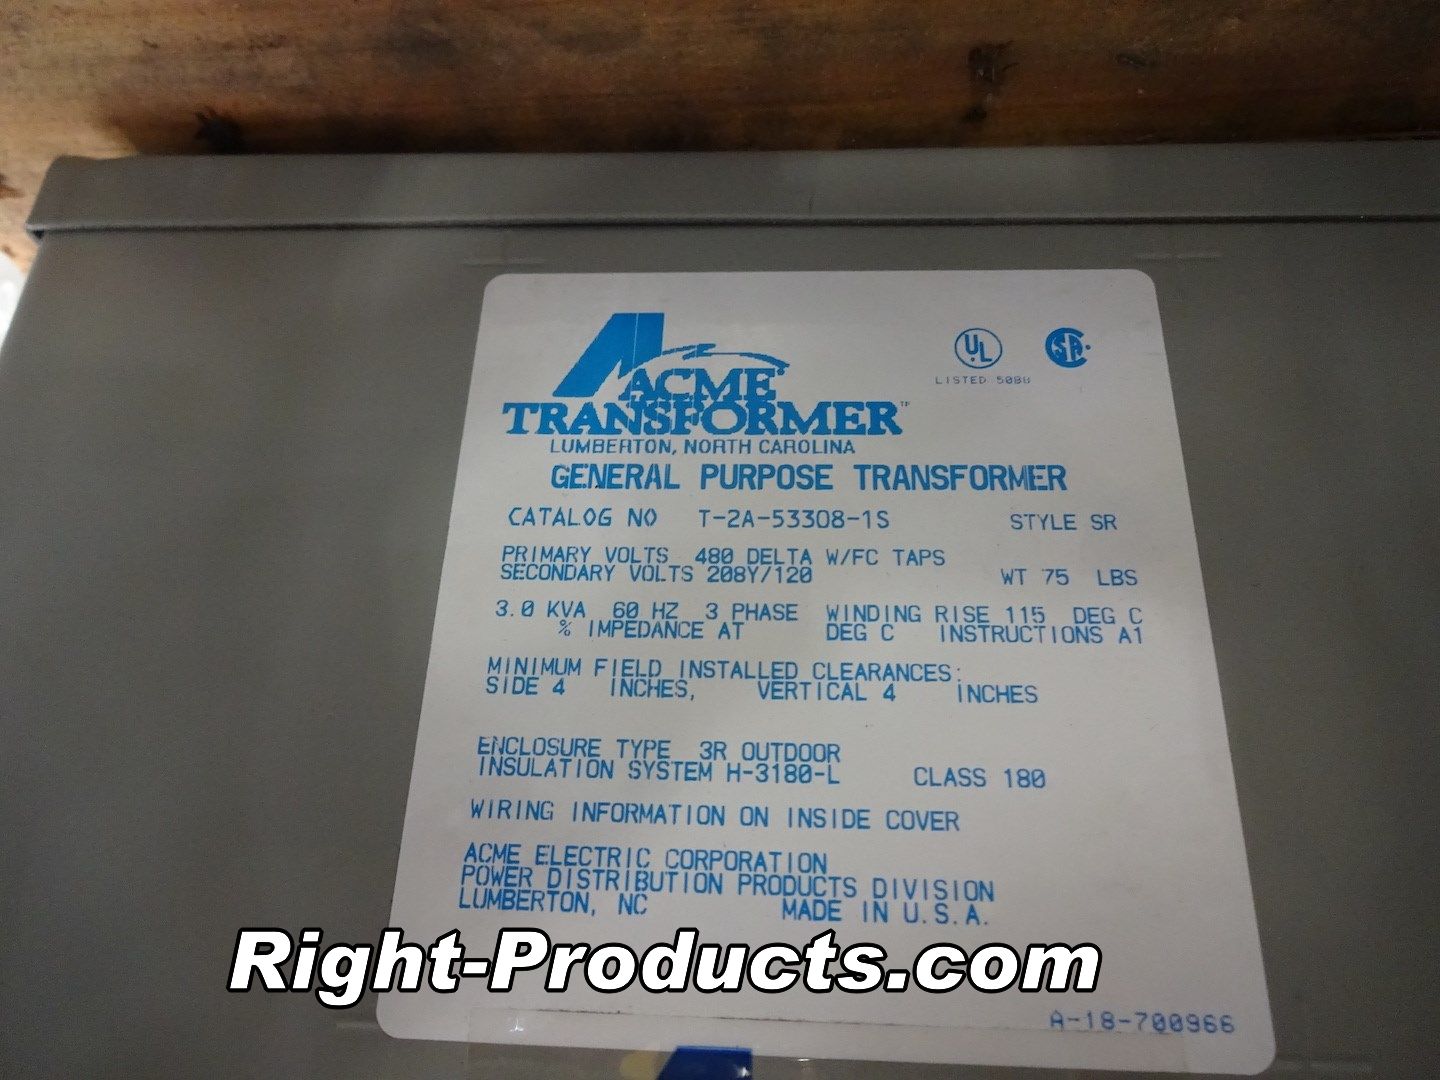 ACME
TRANSFORMER™
LUMBERTON, NORTH CAROLINA
UL
LISTED
SA
GENERAL PURPOSE TRANSFORMER
CATALOG NO T-2A-53308-1S STYLE SR
PRIMARY VOLTS 480 DELTA W/FC TAPS
SECONDARY VOLTS 208Y/120 WT 75 LBS
3.0 KVA 60 HZ 3 PHASE WINDING RISE 115 DEG C
% IMPEDANCE AT DEG C INSTRUCTIONS A1
MINIMUM FIELD INSTALLED CLEARANCES:
SIDE 4 INCHES, VERTICAL 4 INCHES
ENCLOSURE TYPE 3R OUTDOOR
INSULATION SYSTEM H-3180-L CLASS 180
WIRING INFORMATION ON INSIDE COVER
ACME ELECTRIC CORPORATION
POWER DISTRIBUTION PRODUCTS DIVISION
LUMBERTON, NC MADE IN U.S.A.
Right-Products.com
A-18-700966